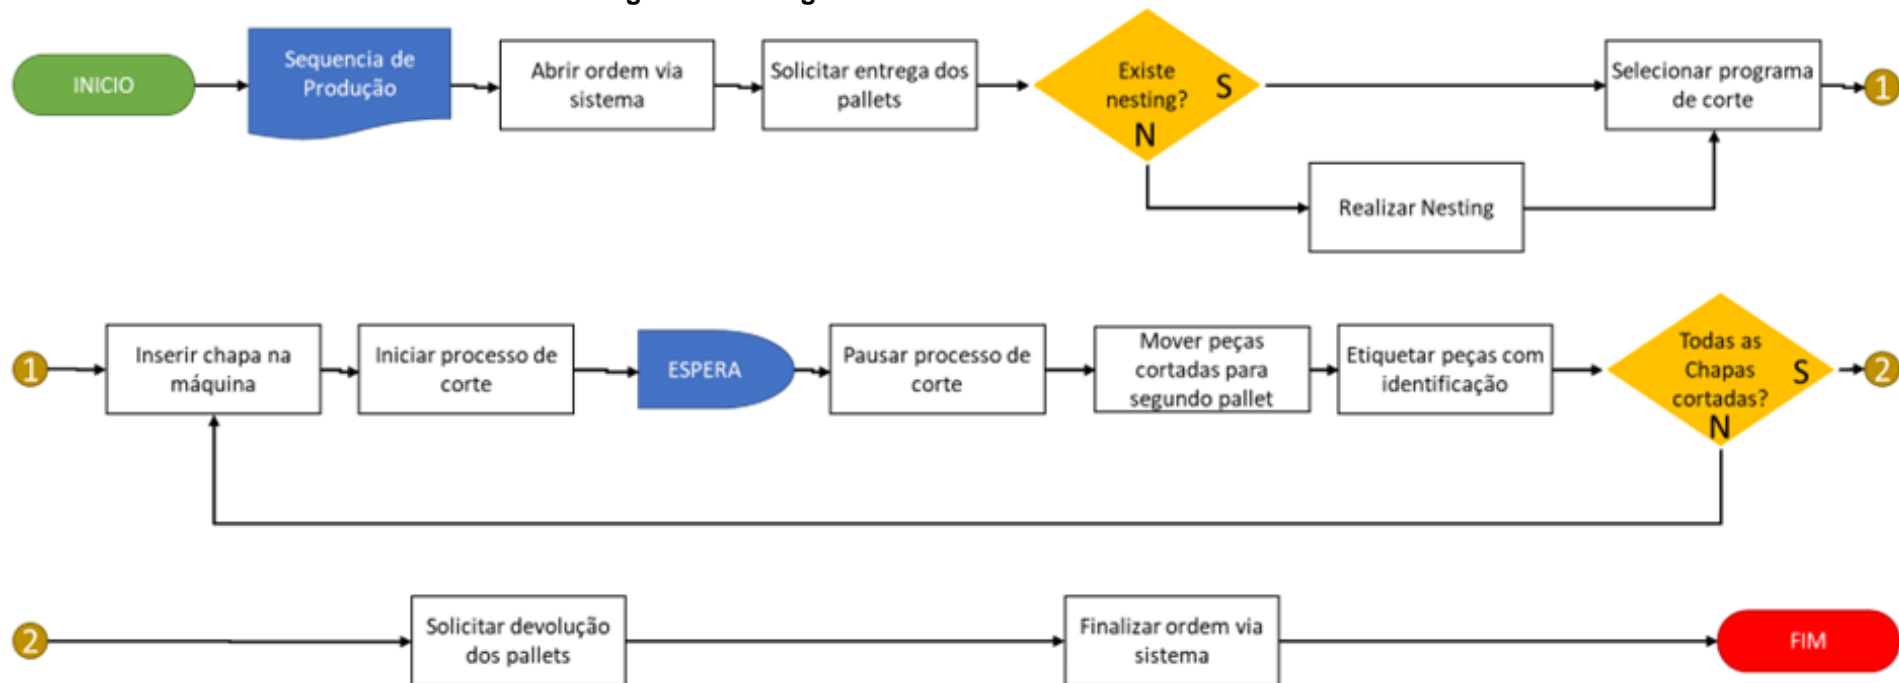 INICIO
Sequencia de
Produção
Abrir ordem via
sistema
Solicitar entrega dos
pallets
Existe
nesting?
S
N
Selecionar programa
de corte
1
Realizar Nesting
1
Inserir chapa na
máquina
Iniciar processo de
corte
ESPERA
Pausar processo de
corte
Mover peças
cortadas para
segundo pallet
Etiquetar peças com
identificação
Todas as
Chapas
cortadas?
S
N
2
2
Solicitar devolução
dos pallets
Finalizar ordem via
sistema
FIM